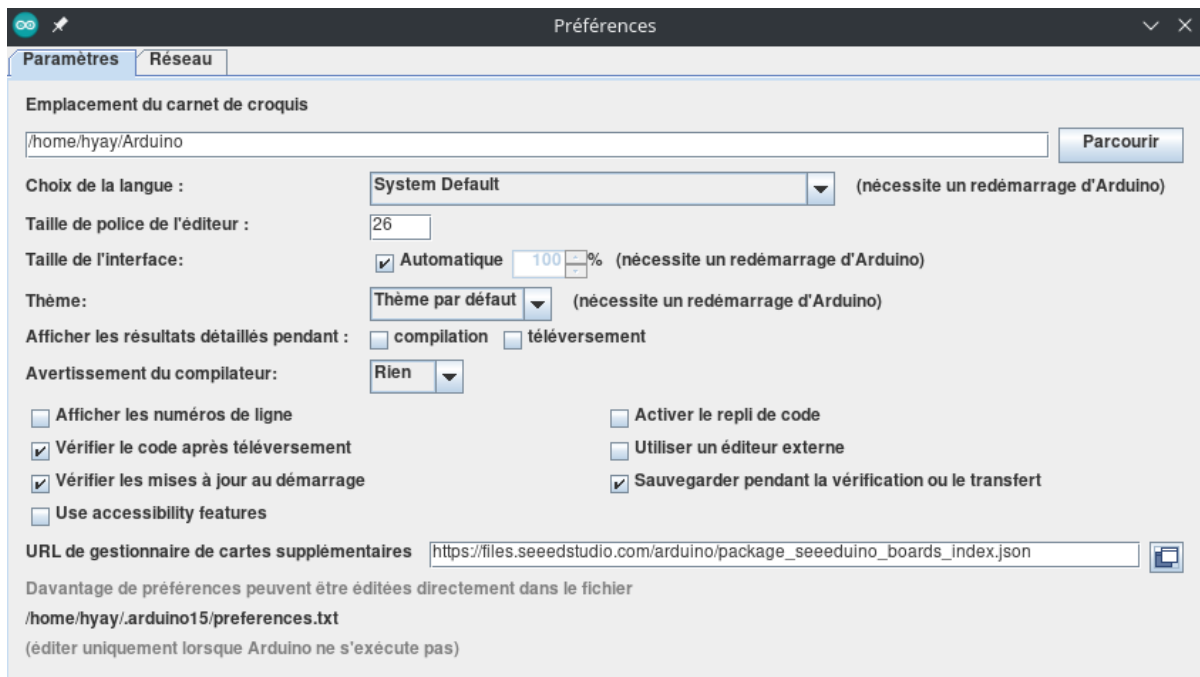 Préférences
Paramètres Réseau
Emplacement du carnet de croquis
/home/hyay/Arduino Parcourir
Choix de la langue : System Default (nécessite un redémarrage d'Arduino)
Taille de police de l'éditeur : 26
Taille de l'interface: Automatique 100 % (nécessite un redémarrage d'Arduino)
Thème: Thème par défaut (nécessite un redémarrage d'Arduino)
Afficher les résultats détaillés pendant : compilation téléversement
Avertissement du compilateur: Rien
Afficher les numéros de ligne Activer le repli de code
Vérifier le code après téléversement Utiliser un éditeur externe
Vérifier les mises à jour au démarrage Sauvegarder pendant la vérification ou le transfert
Use accessibility features
URL de gestionnaire de cartes supplémentaires https://files.seeedstudio.com/arduino/package_seeeduino_boards_index.json
Davantage de préférences peuvent être éditées directement dans le fichier
/home/hyay/.arduino15/preferences.txt
(éditer uniquement lorsque Arduino ne s'exécute pas)